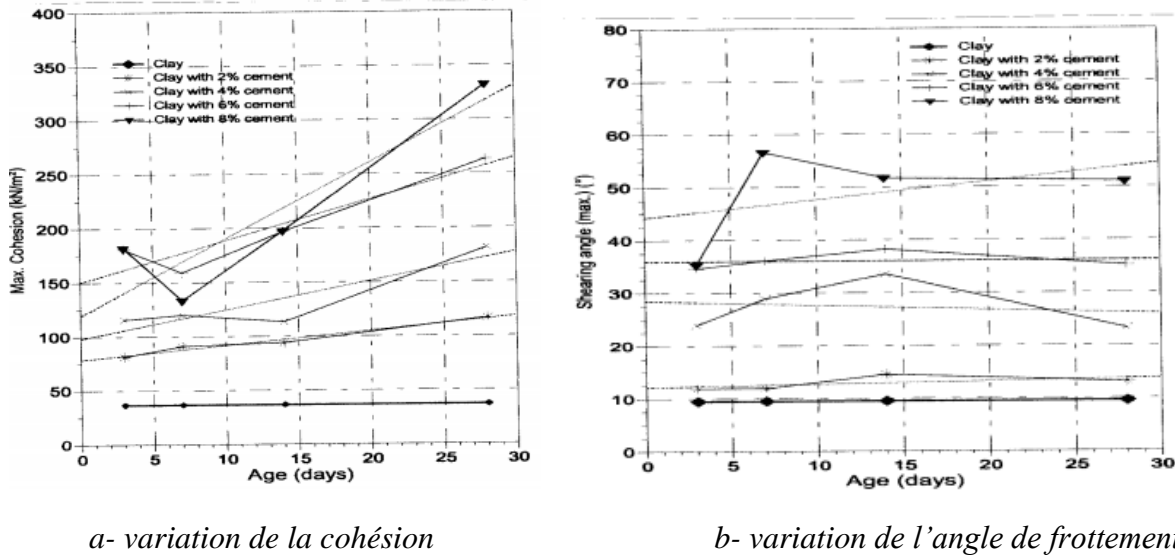 400
350
300
250
200
150
100
50
0
Max. Cohesion (kN/m²)
Clay
Clay with 2% cement
Clay with 4% cement
Clay with 6% cement
Clay with 8% cement
0 5 10 15 20 25 30
Age (days)
80
70
60
50
40
30
20
10
0
Shearing angle (max.) (°)
Clay
Clay with 2% cement
Clay with 4% cement
Clay with 6% cement
Clay with 8% cement
0 5 10 15 20 25 30
Age (days)
a- variation de la cohésion
b- variation de l’angle de frottement